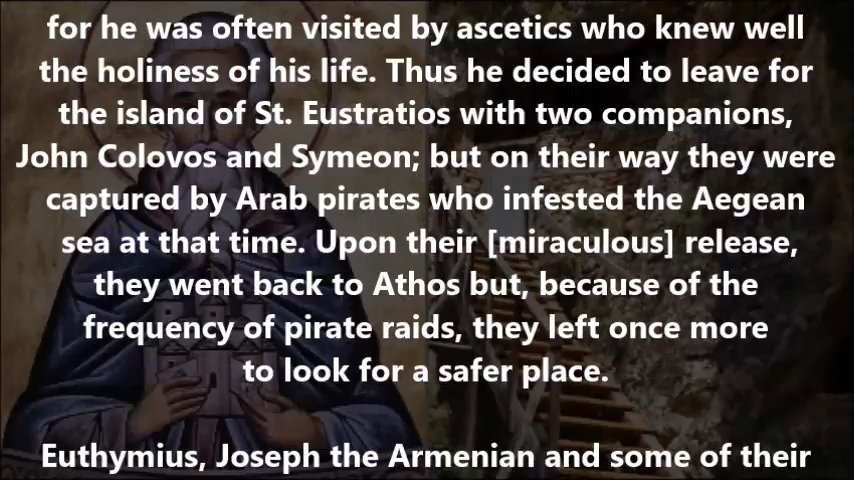 for he was often visited by ascetics who knew well
the holiness of his life. Thus he decided to leave for
the island of St. Eustratios with two companions,
John Colovos and Symeon; but on their way they were
captured by Arab pirates who infested the Aegean
sea at that time. Upon their [miraculous] release,
they went back to Athos but, because of the
frequency of pirate raids, they left once more
to look for a safer place.
Euthymius, Joseph the Armenian and some of their